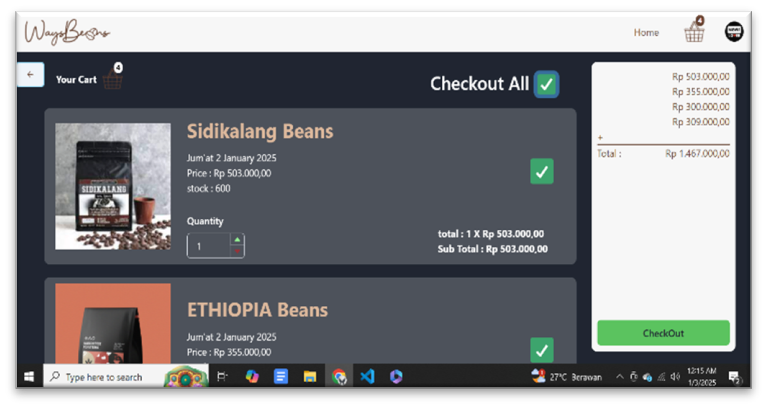 WaysBeans
Home
4
Your Cart
4
Checkout All
Sidikalang Beans
SIDIKALANG
Jum'at 2 January 2025
Price : Rp 503.000,00
stock : 600
Quantity
1
total : 1 X Rp 503.000,00
Sub Total : Rp 503.000,00
ETHIOPIA Beans
Jum'at 2 January 2025
Price : Rp 355.000,00
Rp 503.000,00
Rp 355.000,00
Rp 300.000,00
Rp 309.000,00
+
Total : Rp 1.467.000,00
CheckOut
Type here to search
27°C Berawan
12:15 AM
1/3/2025